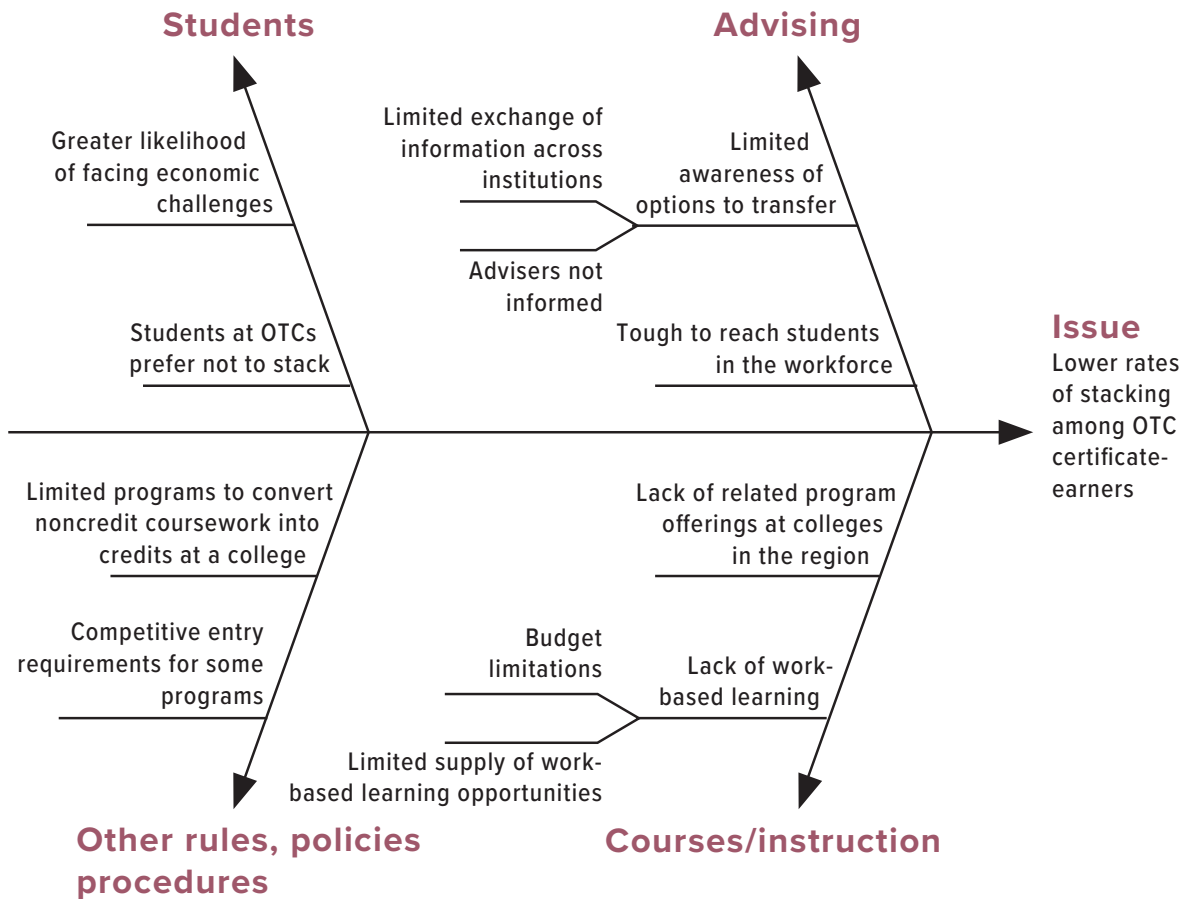 Students
Advising
Greater likelihood
of facing economic
challenges
Limited exchange of
information across
institutions
Limited
awareness of
options to transfer
Advisers not
informed
Students at OTCs
prefer not to stack
Tough to reach students
in the workforce
Issue
Lower rates
of stacking
among OTC
certificate-
earners
Limited programs to convert
noncredit coursework into
credits at a college
Lack of related program
offerings at colleges
in the region
Competitive entry
requirements for some
programs
Budget
limitations
Lack of work-
based learning
Limited supply of work-
based learning opportunities
Other rules, policies
procedures
Courses/instruction